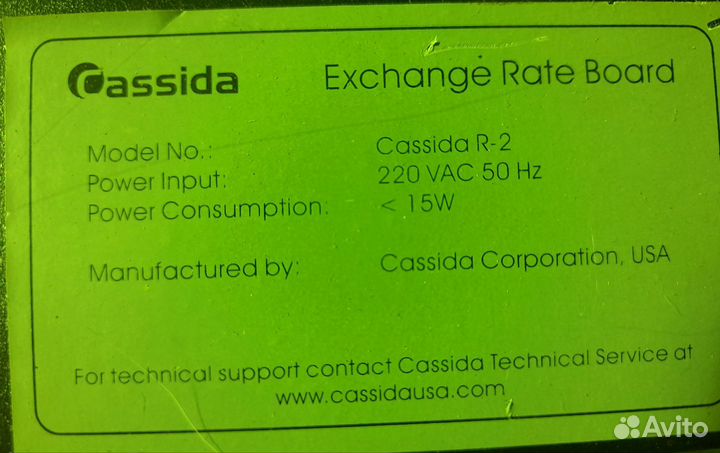 Cassida Exchange Rate Board
Model No.: Cassida R-2
Power Input: 220 VAC 50 Hz
Power Consumption: < 15W
Manufactured by: Cassida Corporation, USA
For technical support contact Cassida Technical Service at
www.cassidausa.com
Avito